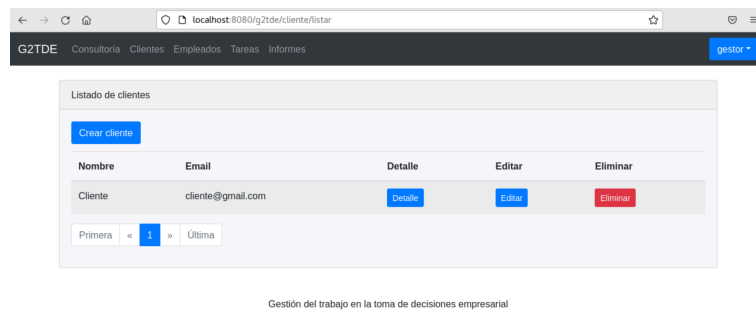 localhost:8080/g2tde/cliente/listar
G2TDE Consultoría Clientes Empleados Tareas Informes gestor
Listado de clientes
Crear cliente
Nombre Email Detalle Editar Eliminar
Cliente cliente@gmail.com Detalle Editar Eliminar
Primera « 1 » Última
Gestión del trabajo en la toma de decisiones empresarial